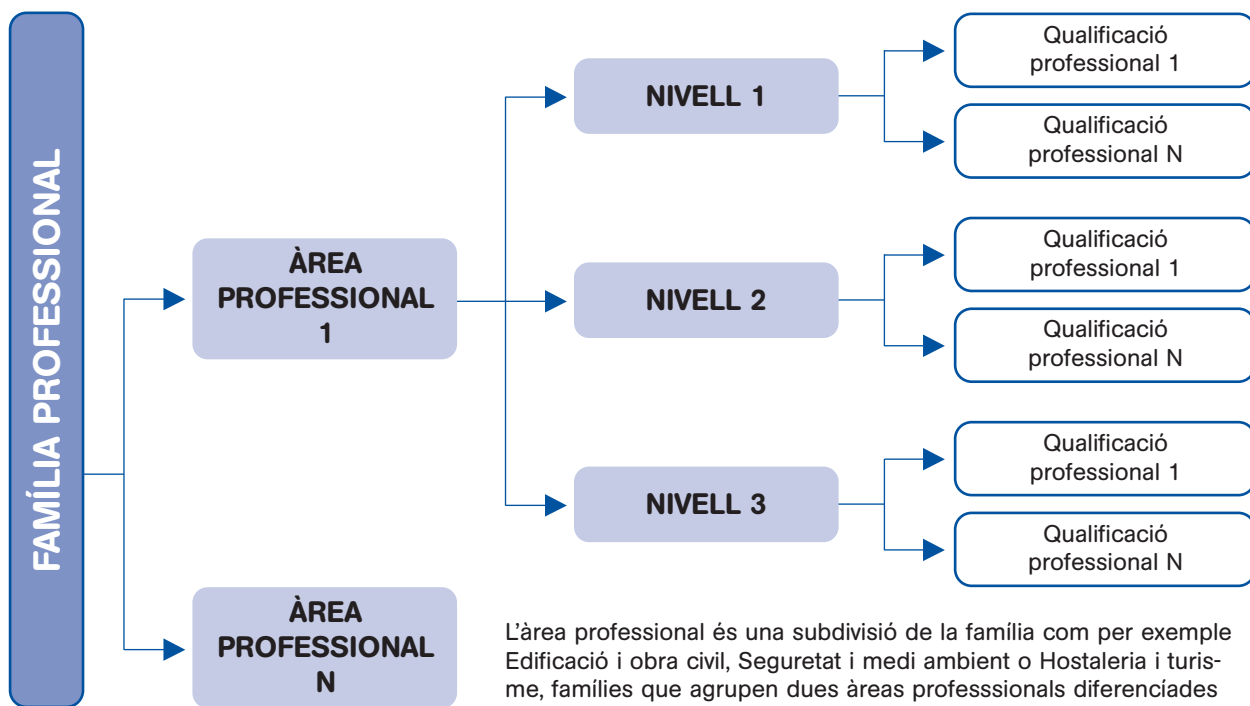 FAMÍLIA PROFESSIONAL
ÀREA
PROFESSIONAL
1
ÀREA
PROFESSIONAL
N
NIVELL 1
NIVELL 2
NIVELL 3
Qualificació
professional 1
Qualificació
professional N
Qualificació
professional 1
Qualificació
professional N
Qualificació
professional 1
Qualificació
professional N
L'àrea professional és una subdivisió de la família com per exemple
Edificació i obra civil, Seguretat i medi ambient o Hostaleria i turis-
me, famílies que agrupen dues àreas professsionals diferencíades